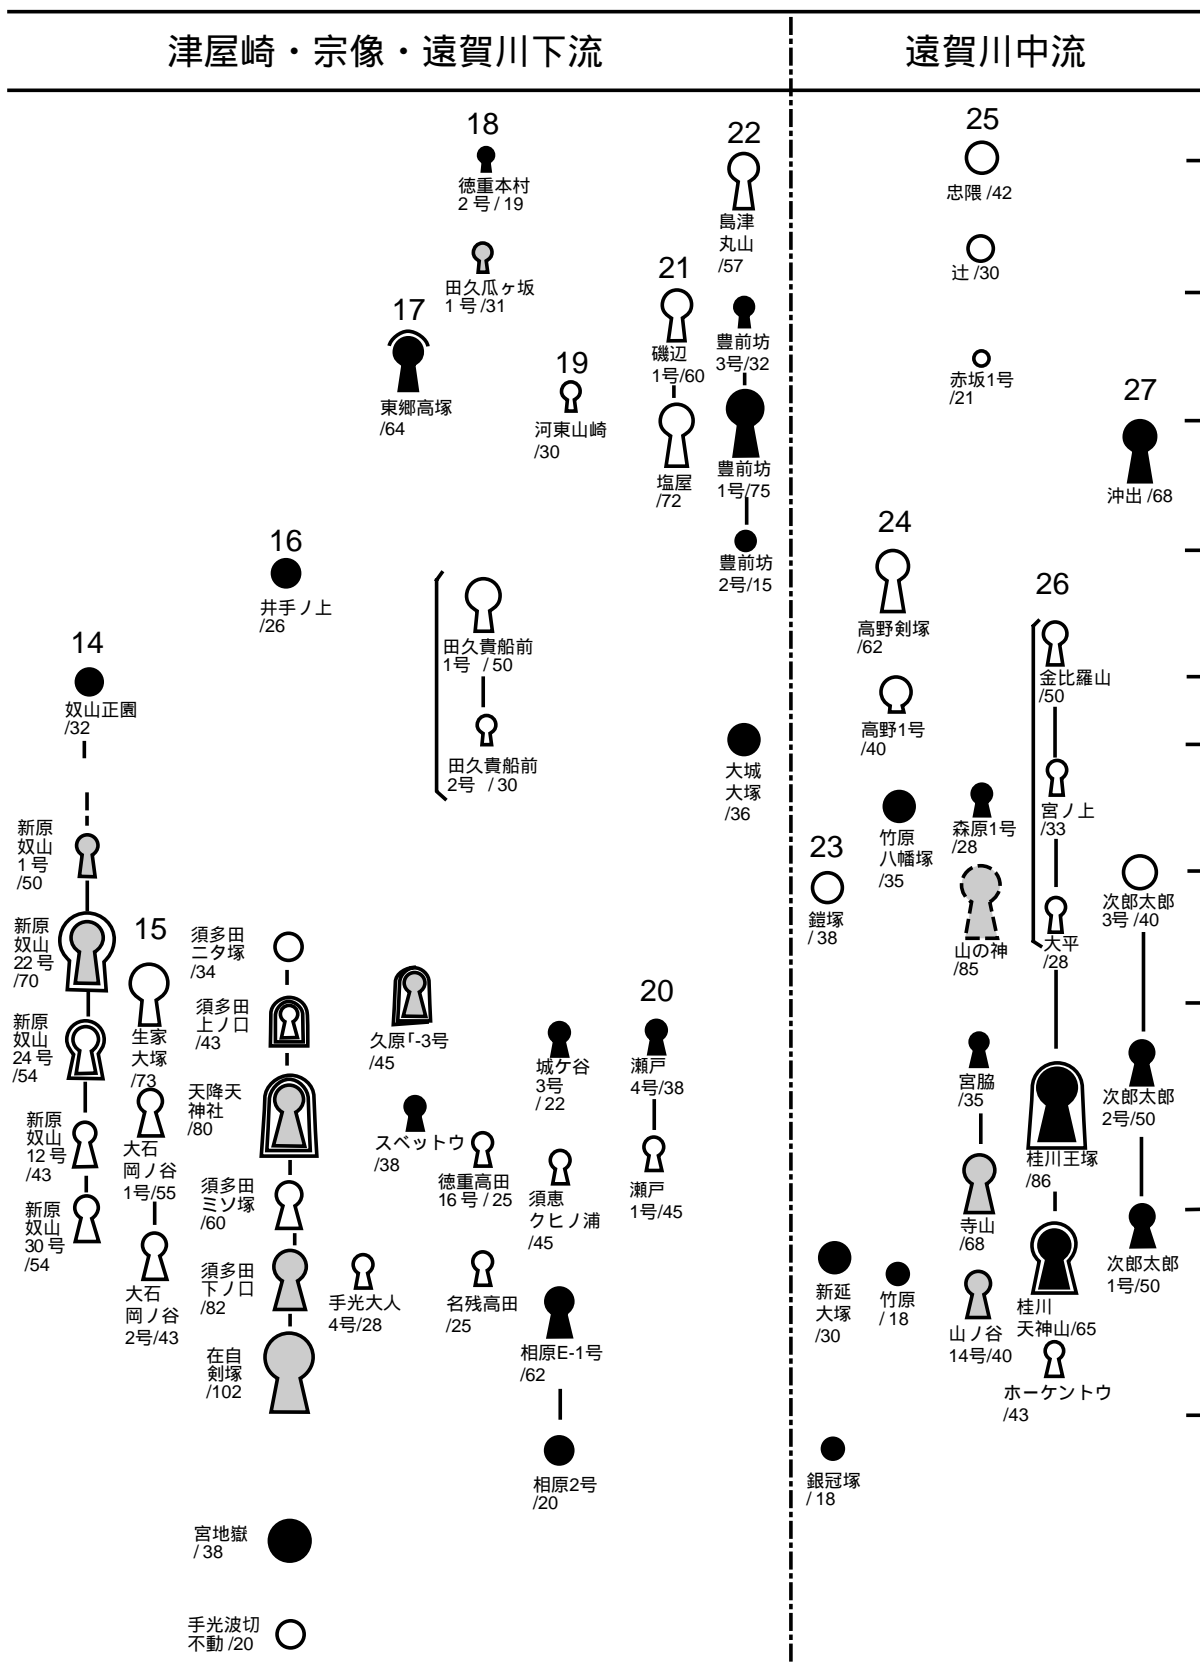 津屋崎・宗像・遠賀川下流
遠賀川中流
14
奴山正園
/32
新原
奴山
1号
/50
新原
奴山
22号
/70
新原
奴山
24号
/54
新原
奴山
12号
/43
新原
奴山
30号
/54
15
生家
大塚
/73
大石
岡ノ谷
1号/55
大石
岡ノ谷
2号/43
16
井手ノ上
/26
須多田
ニタ塚
/34
須多田
上ノ口
/43
天降天
神社
/80
須多田
ミソ塚
/60
須多田
下ノ口
/82
在自
剣塚
/102
宮地嶽
/38
手光波切
不動/20
17
東郷高塚
/64
18
徳重本村
2号/19
田久瓜ヶ坂
1号/31
田久貴船前
1号 /50
田久貴船前
2号 /30
久原「-3号
/45
スベットウ
/38
手光大人
4号/28
徳重高田
16号/25
名残高田
/25
19
河東山崎
/30
城ケ谷
3号
/22
須恵
クヒノ浦
/45
相原E-1号
/62
相原2号
/20
20
瀬戸
4号/38
瀬戸
1号/45
21
磯辺
1号/60
塩屋
/72
22
島津
丸山
/57
豊前坊
3号/32
豊前坊
1号/75
豊前坊
2号/15
大城
大塚
/36
23
鎧塚
/38
新延
大塚
/30
銀冠塚
/18
24
高野剣塚
/62
高野1号
/40
竹原
八幡塚
/35
竹原
/18
25
忠隈/42
辻/30
赤坂1号
/21
森原1号
/28
山の神
/85
宮脇
/35
寺山
/68
山ノ谷
14号/40
26
金比羅山
/50
宮ノ上
/33
大平
/28
桂川王塚
/86
桂川
天神山/65
ホーケントウ
/43
27
沖出/68
次郎太郎
3号/40
次郎太郎
2号/50
次郎太郎
1号/50